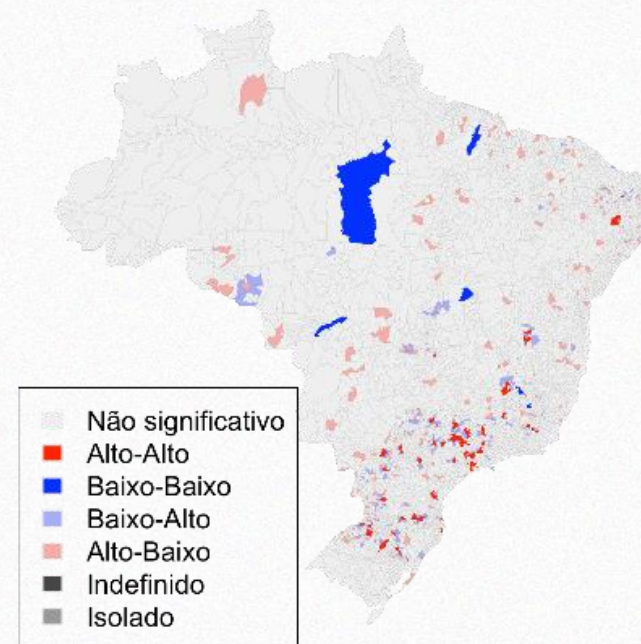 Não significativo
Alto-Alto
Baixo-Baixo
Baixo-Alto
Alto-Baixo
Indefinido
Isolado